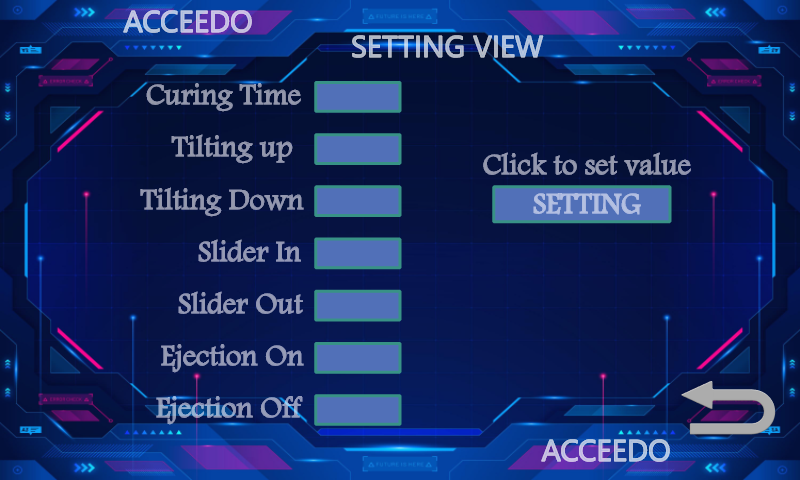 ACCEEDO
SETTING VIEW
Curing Time
Tilting up
Click to set value
Tilting Down
SETTING
Slider In
Slider Out
Ejection On
Ejection Off
ACCEEDO